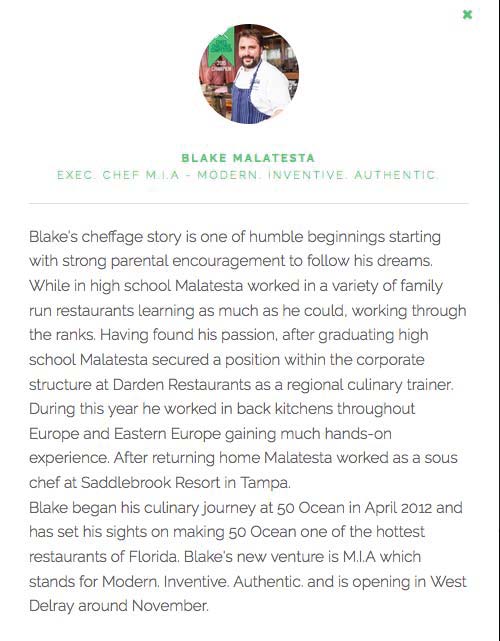 BLAKE MALATESTA
EXEC. CHEF M.I.A - MODERN. INVENTIVE. AUTHENTIC.
Blake's cheffage story is one of humble beginnings starting
with strong parental encouragement to follow his dreams.
While in high school Malatesta worked in a variety of family
run restaurants learning as much as he could, working through
the ranks. Having found his passion, after graduating high
school Malatesta secured a position within the corporate
structure at Darden Restaurants as a regional culinary trainer.
During this year he worked in back kitchens throughout
Europe and Eastern Europe gaining much hands-on
experience. After returning home Malatesta worked as a sous
chef at Saddlebrook Resort in Tampa.
Blake began his culinary journey at 50 Ocean in April 2012 and
has set his sights on making 50 Ocean one of the hottest
restaurants of Florida. Blake's new venture is M.I.A which
stands for Modern. Inventive. Authentic. and is opening in West
Delray around November.